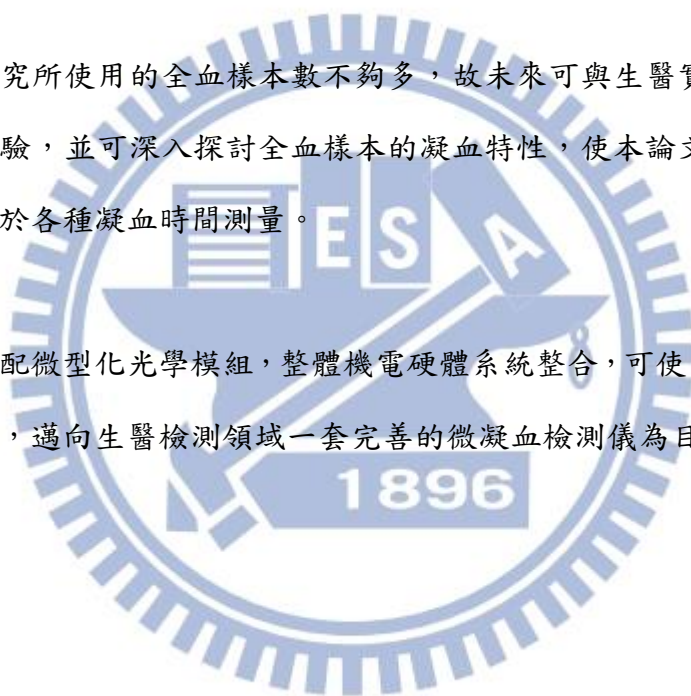 究所使用的全血樣本數不夠多，故未來可與生醫實
驗，並可深入探討全血樣本的凝血特性，使本論文
於各種凝血時間測量。
E S A
配微型化光學模組，整體機電硬體系統整合，可使
，邁向生醫檢測領域一套完善的微凝血檢測儀為目
1896